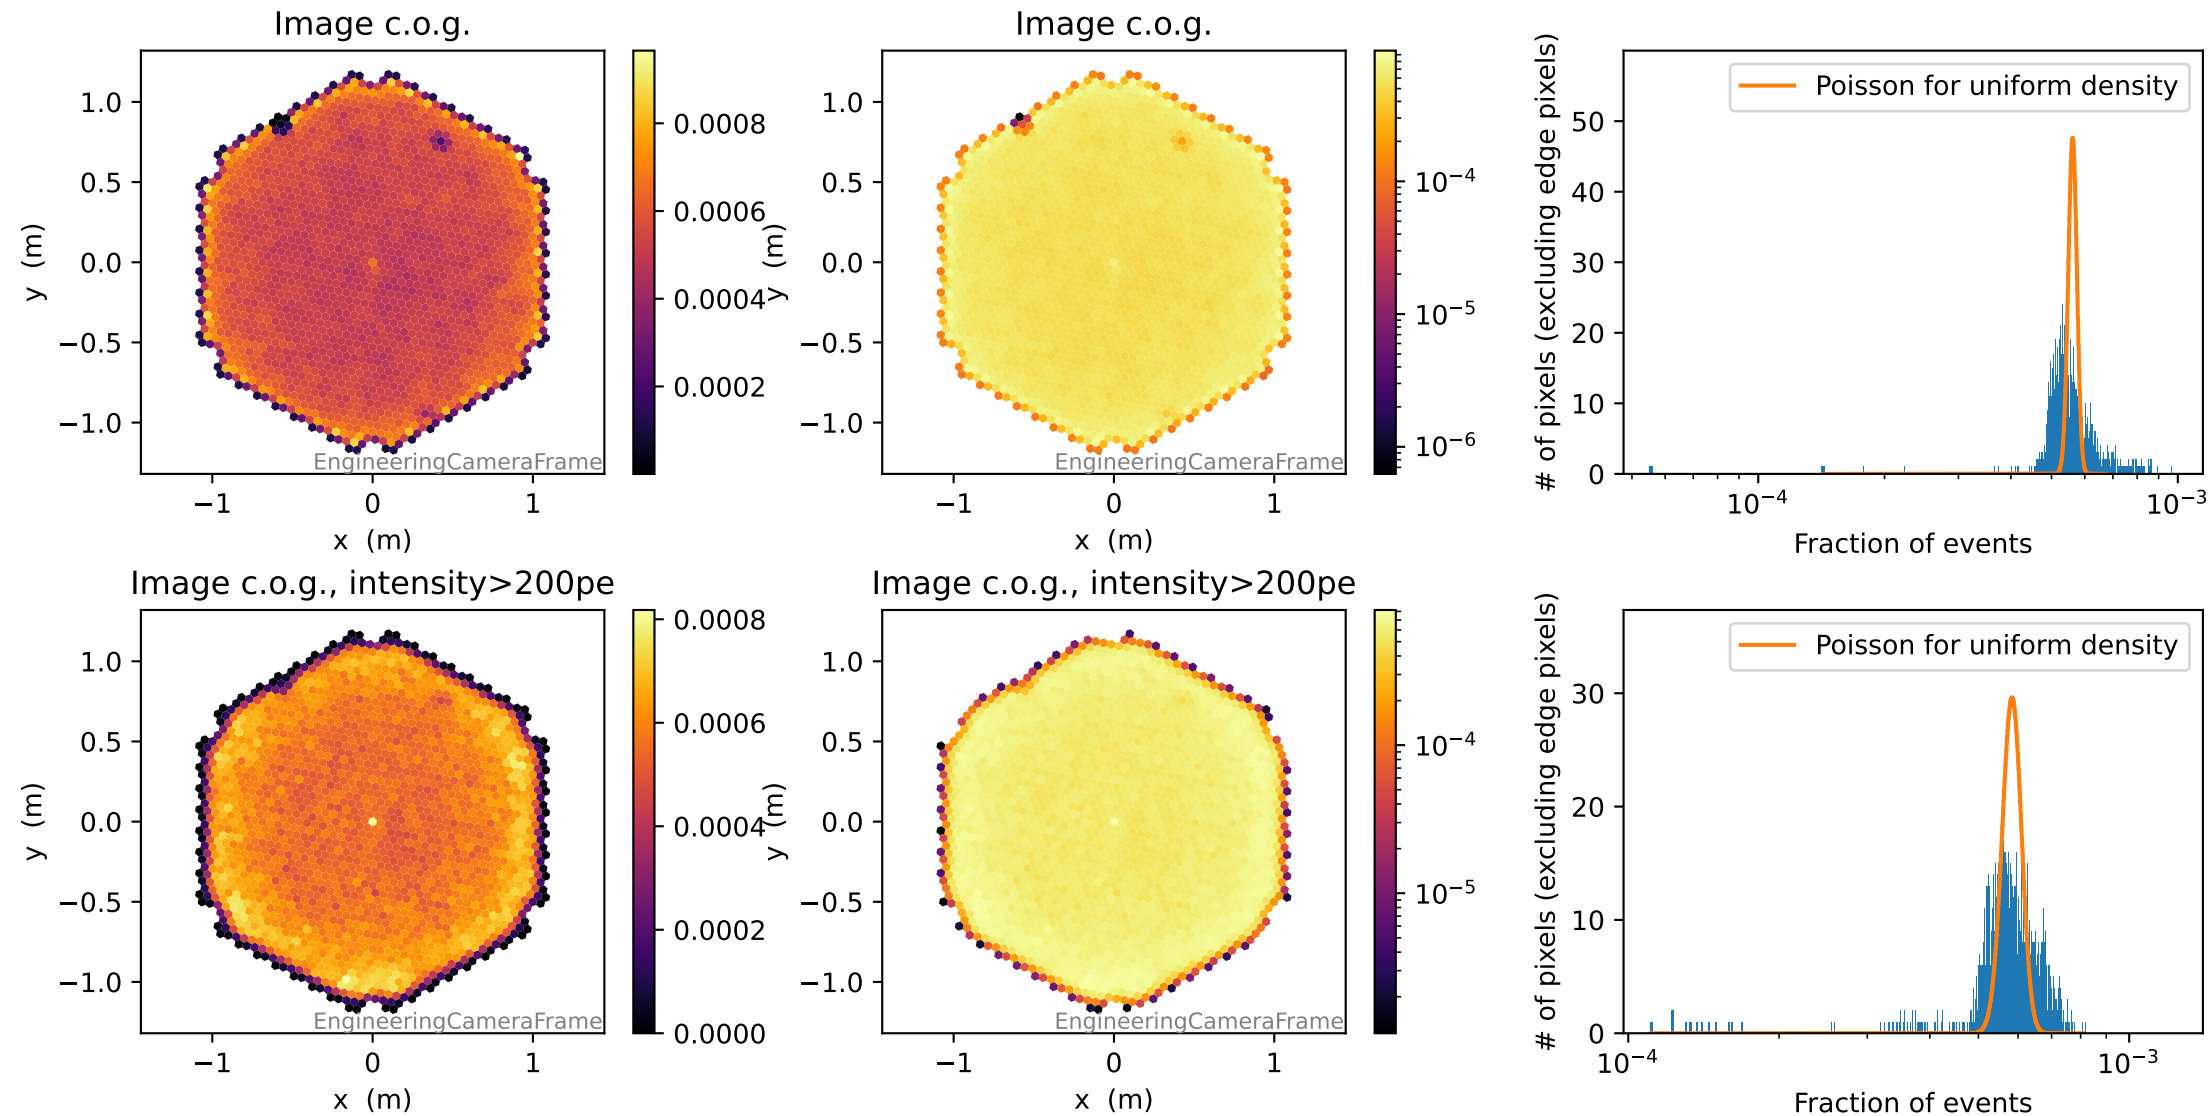 Image c.o.g.
y (m)
1.0
0.5
0.0
−0.5
−1.0
−1
0
1
x (m)
EngineeringCameraFrame
0.0008
0.0006
0.0004
0.0002
Image c.o.g.
y (m)
1.0
0.5
0.0
−0.5
−1.0
−1
0
1
x (m)
EngineeringCameraFrame
10⁻⁴
10⁻⁵
10⁻⁶
# of pixels (excluding edge pixels)
50
40
30
20
10
0
Poisson for uniform density
10⁻⁴
10⁻³
Fraction of events
Image c.o.g., intensity>200pe
y (m)
1.0
0.5
0.0
−0.5
−1.0
−1
0
1
x (m)
EngineeringCameraFrame
0.0008
0.0006
0.0004
0.0002
0.0000
Image c.o.g., intensity>200pe
y (m)
1.0
0.5
0.0
−0.5
−1.0
−1
0
1
x (m)
EngineeringCameraFrame
10⁻⁴
10⁻⁵
# of pixels (excluding edge pixels)
30
20
10
0
Poisson for uniform density
10⁻⁴
10⁻³
Fraction of events